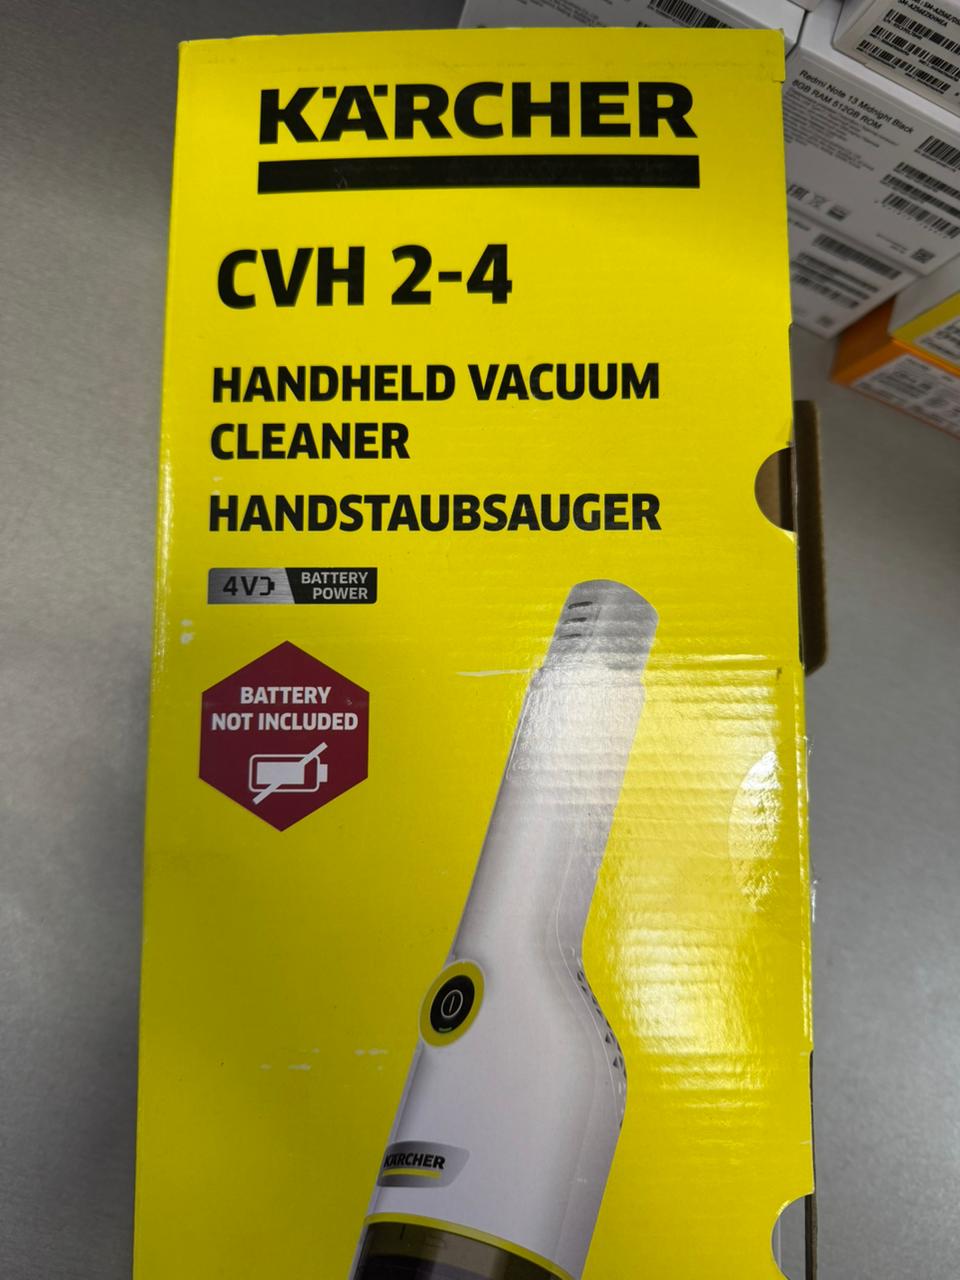 KÄRCHER
CVH 2-4
HANDHELD VACUUM
CLEANER
HANDSTAUBSAUGER
4V
BATTERY
POWER
BATTERY
NOT INCLUDED
KÄRCHER
Redmi Note 13 Midnight Black
8GB RAM 512GB ROM